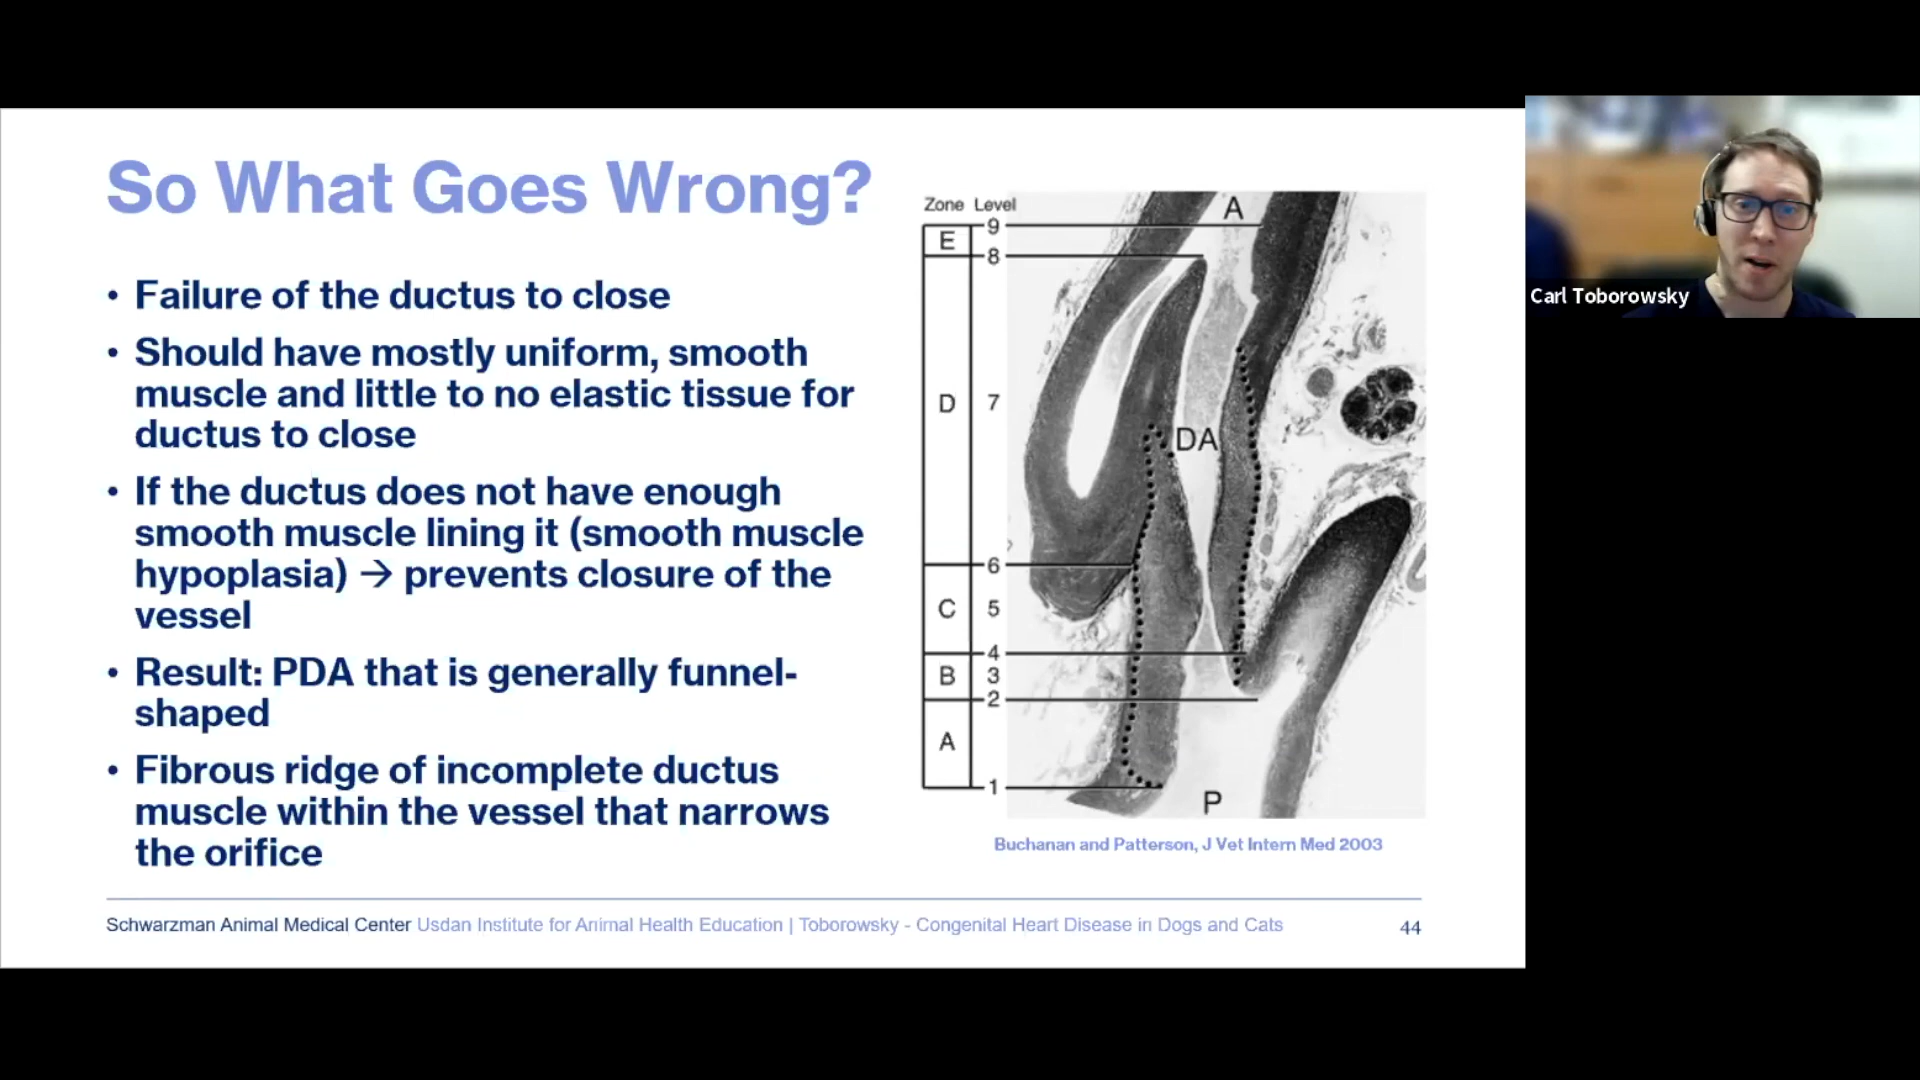 So What Goes Wrong?
• Failure of the ductus to close
• Should have mostly uniform, smooth
muscle and little to no elastic tissue for
ductus to close
• If the ductus does not have enough
smooth muscle lining it (smooth muscle
hypoplasia) → prevents closure of the
vessel
• Result: PDA that is generally funnel-
shaped
• Fibrous ridge of incomplete ductus
muscle within the vessel that narrows
the orifice
Zone Level
A
9
E
8
D 7
DA
6
C 5
4
B 3
2
A
1
P
Buchanan and Patterson, J Vet Intern Med 2003
Schwarzman Animal Medical Center Usdan Institute for Animal Health Education | Toborowsky - Congenital Heart Disease in Dogs and Cats
44
Carl Toborowsky